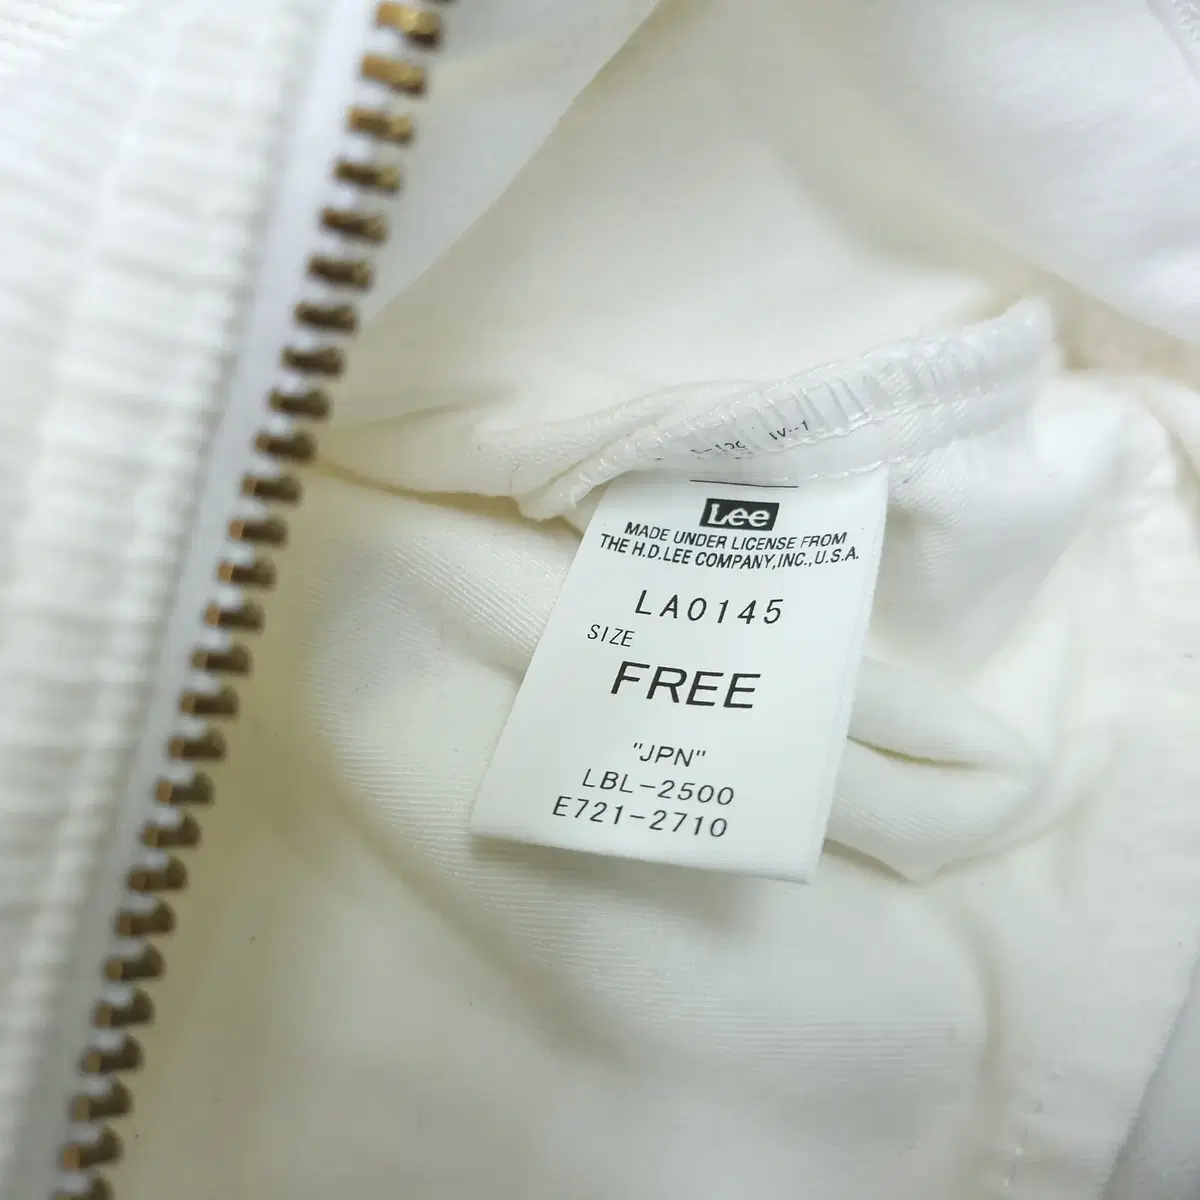 Lee
MADE UNDER LICENSE FROM
THE H.D.LEE COMPANY,INC.,U.S.A.
LA0145
SIZE
FREE
"JPN"
LBL-2500
E721-2710